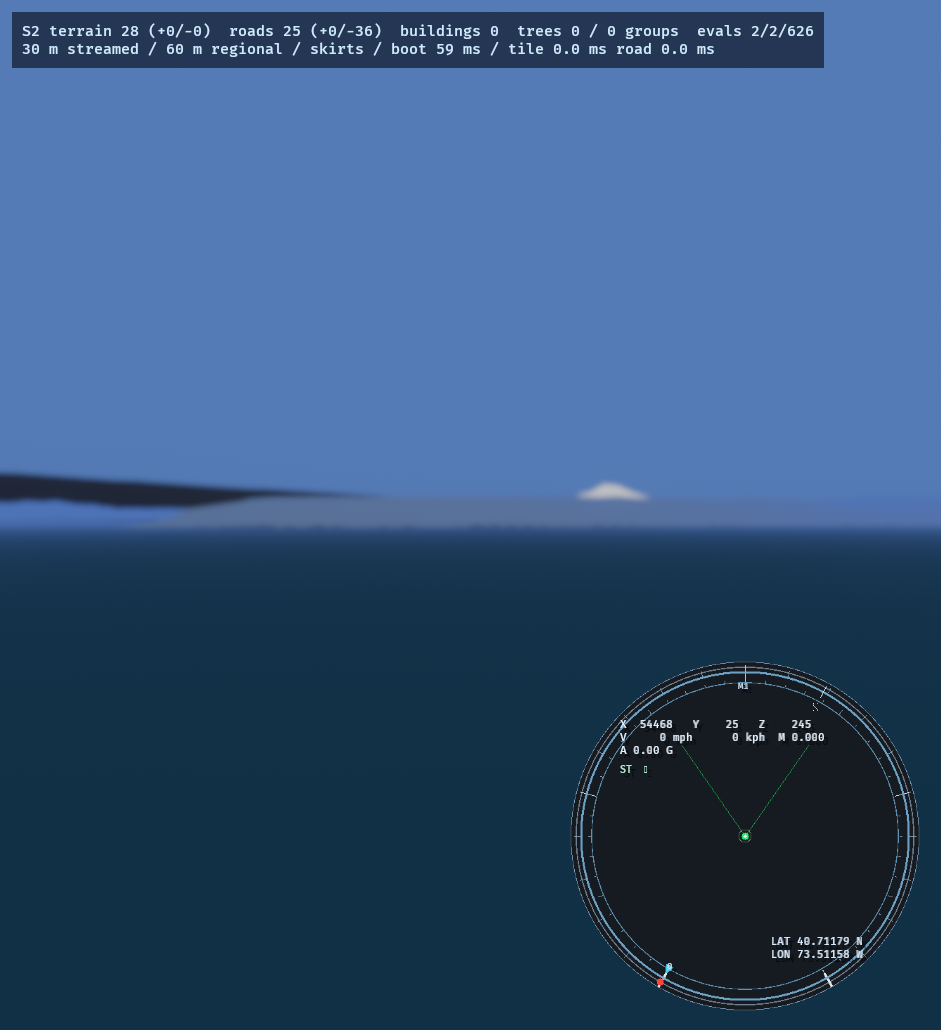 S2 terrain 28 (+0/-0) roads 25 (+0/-36) buildings 0 trees 0 / 0 groups evals 2/2/626
30 m streamed / 60 m regional / skirts / boot 59 ms / tile 0.0 ms road 0.0 ms
M1
X 54468 Y 25 Z 245
V 0 mph 0 kph M 0.000
A 0.00 G
ST
LAT 40.71179 N
LON 73.51158 W